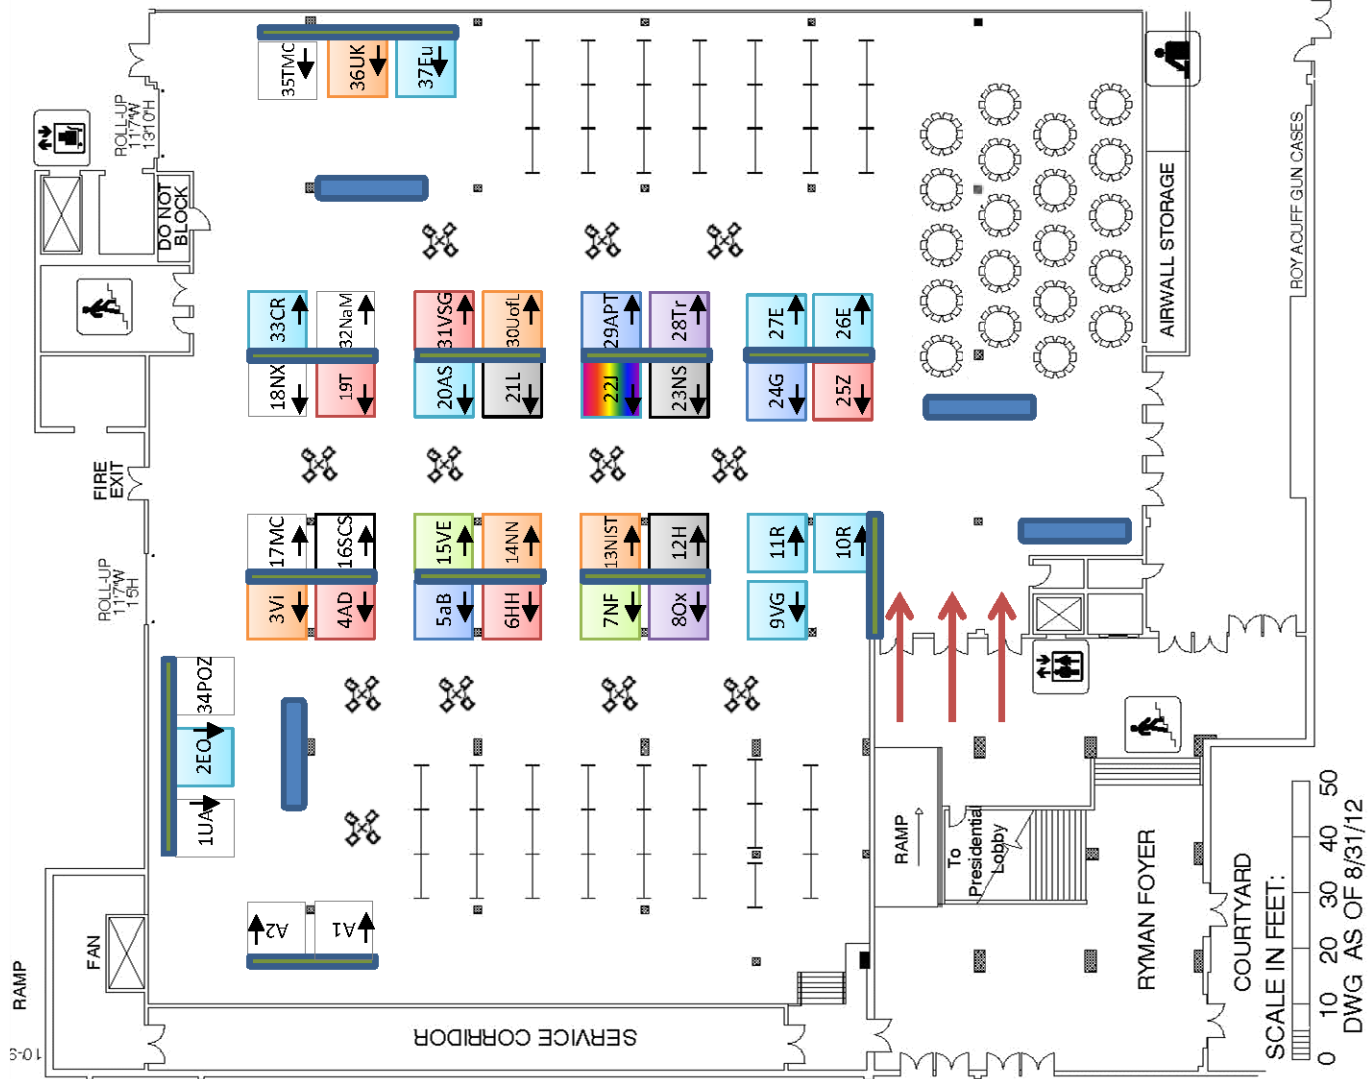 35TMC
36UK
37Eu
ROLL-UP
11'7"W
13'10"H
DO NOT
BLOCK
AIRWALL STORAGE
ROY ACUFF GUN CASES
33CR
32NaM
31VSG
30UofL
29APT
28Tr
27E
26E
18NX
19T
20AS
21L
22J
23NS
24G
25Z
FIRE
EXIT
ROLL-UP
11'7"W
15'H
17MC
16SCS
15VE
14NN
13NIST
12H
11R
10R
3Vi
4AD
5aB
6HH
7NF
8Ox
9VG
34POZ
2EO
1UA
A2
A1
FAN
RAMP
10-9
SERVICE CORRIDOR
RAMP
To
Presidential
Lobby
RYMAN FOYER
COURTYARD
SCALE IN FEET:
0 10 20 30 40 50
DWG AS OF 8/31/12